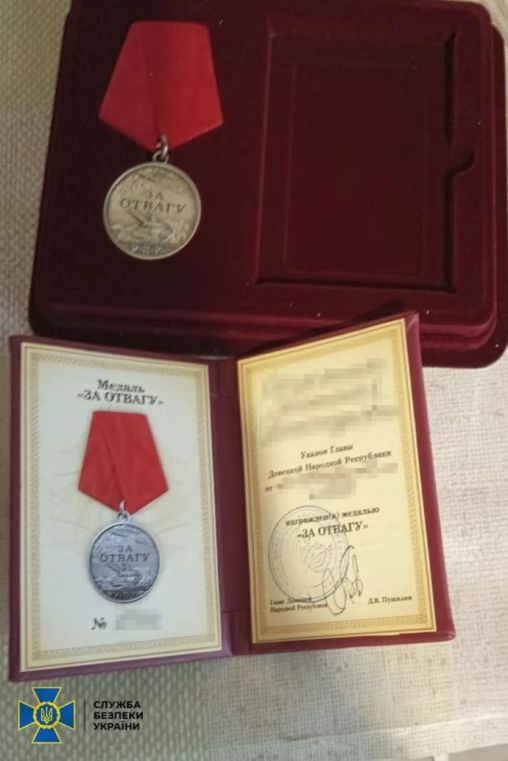 ЗА
ОТВАГУ
Медаль
«ЗА ОТВАГУ»
ЗА
ОТВАГУ
№
Указом Главы
Донецкой Народной Республики
от
награжден(а) медалью
«ЗА ОТВАГУ»
Глава Донецкой
Народной Республики
Д.В. Пушилин
СЛУЖБА
БЕЗПЕКИ
УКРАЇНИ